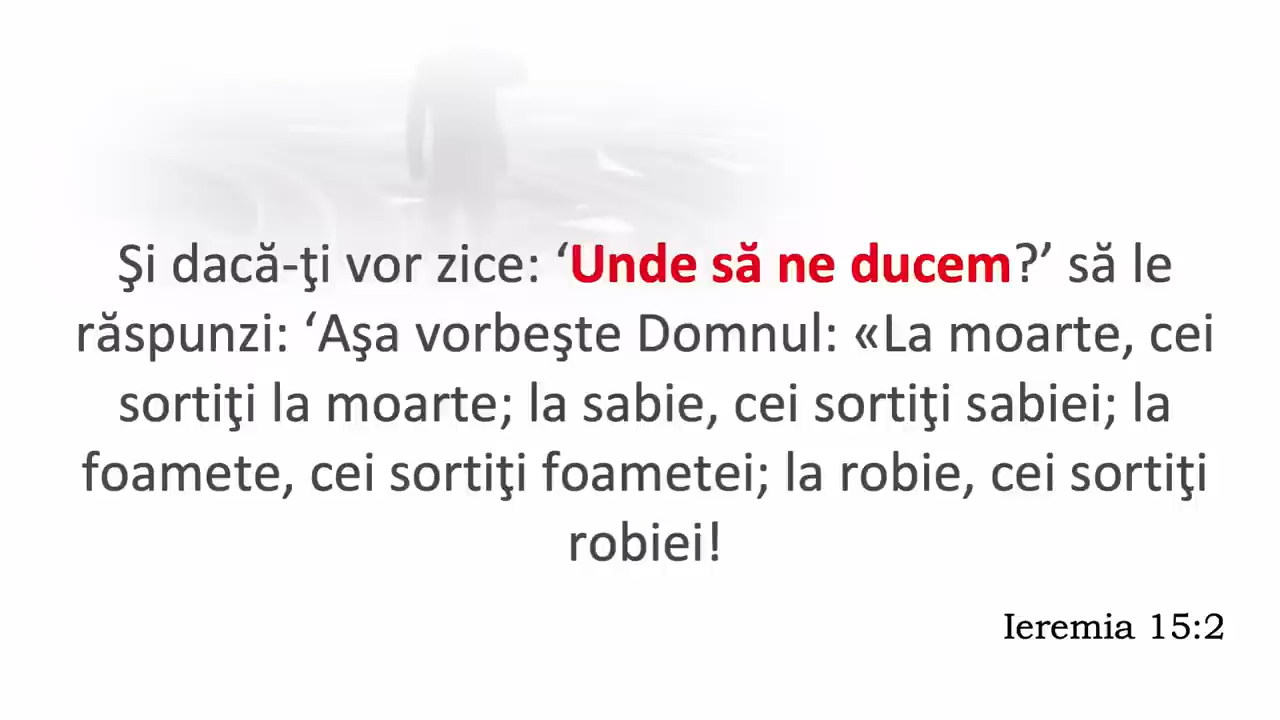 Şi dacă-ţi vor zice: ‘Unde să ne ducem?’ să le
răspunzi: ‘Aşa vorbeşte Domnul: «La moarte, cei
sortiţi la moarte; la sabie, cei sortiţi sabiei; la
foamete, cei sortiţi foametei; la robie, cei sortiţi
robiei!
Ieremia 15:2